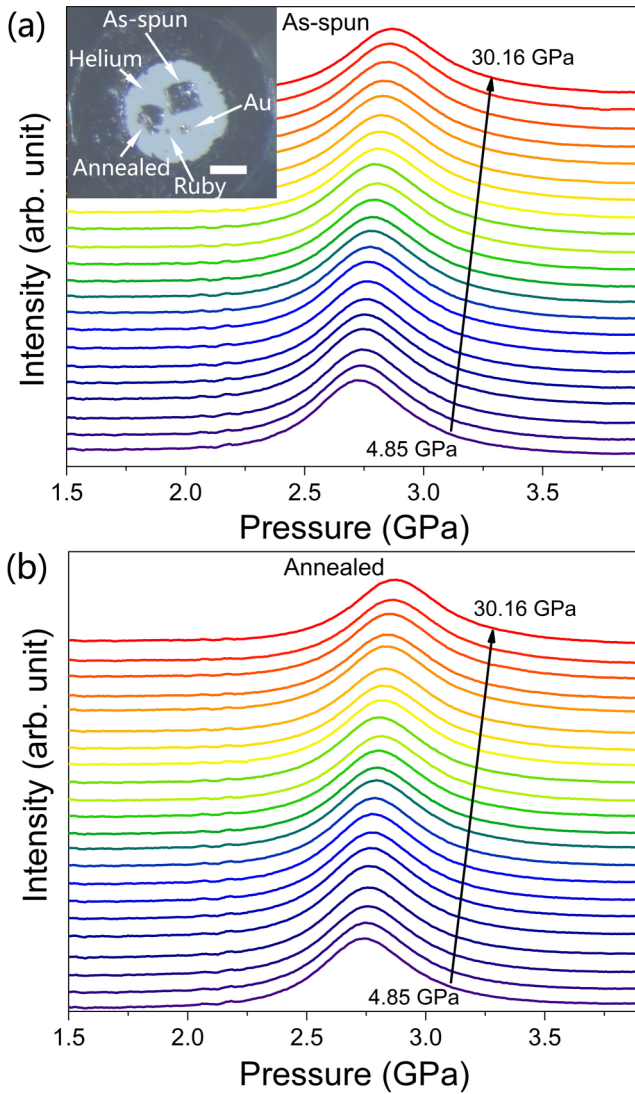 (a)
As-spun
As-spun
Helium
Au
Annealed
Ruby
30.16 GPa
4.85 GPa
Intensity (arb. unit)
1.5 2.0 2.5 3.0 3.5
Pressure (GPa)
(b)
Annealed
30.16 GPa
4.85 GPa
Intensity (arb. unit)
1.5 2.0 2.5 3.0 3.5
Pressure (GPa)